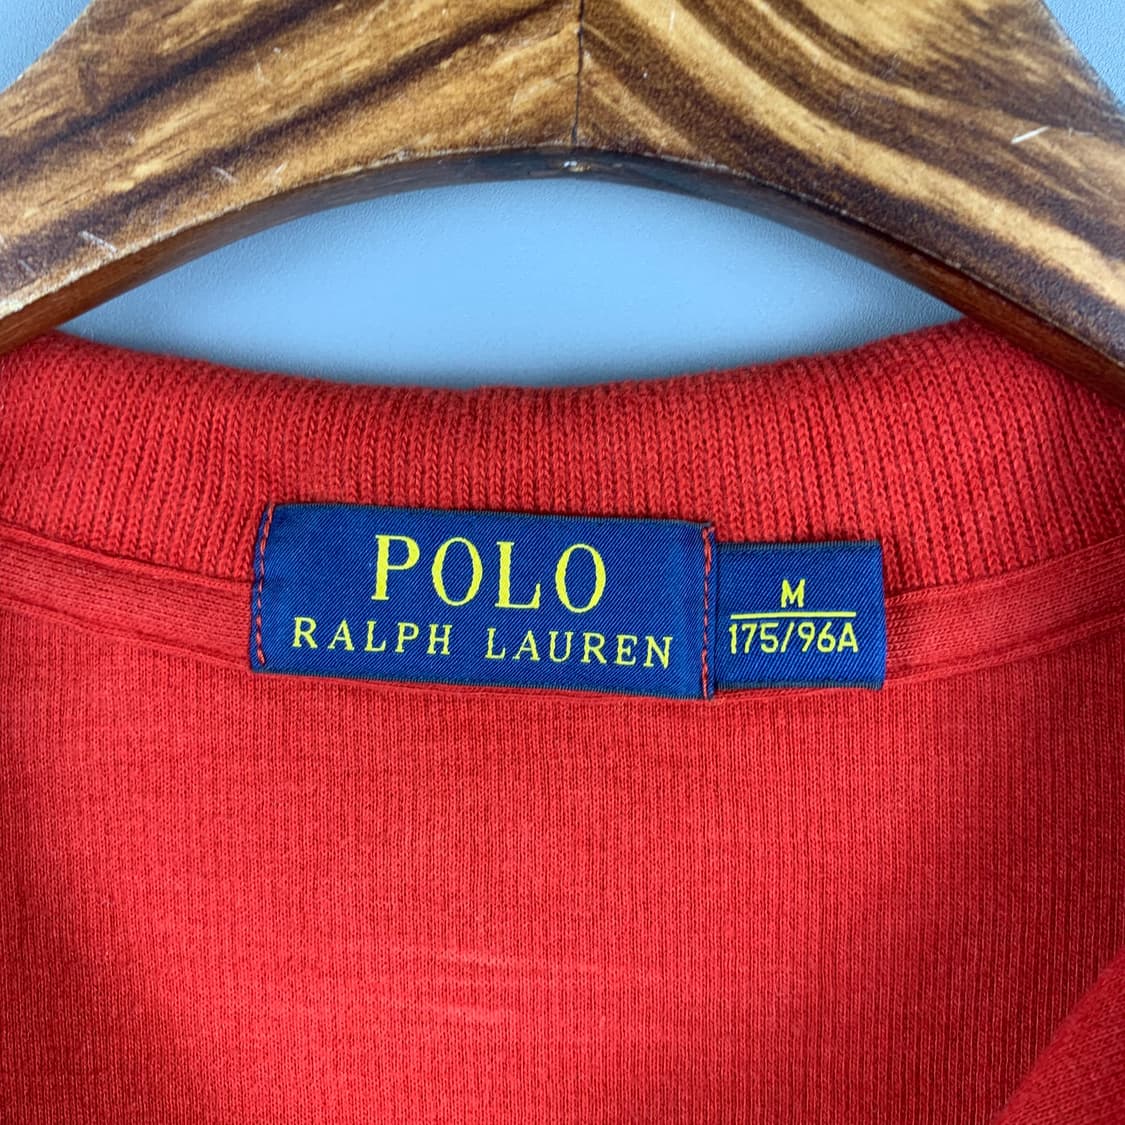 POLO
RALPH LAUREN
M
175/96A